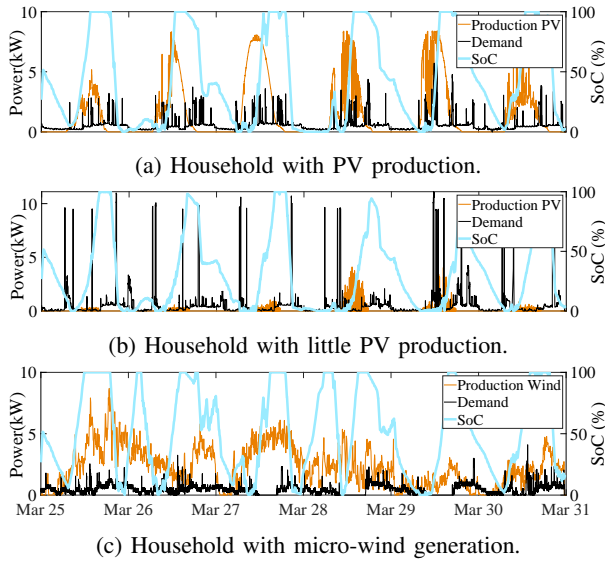 10
5
0
Power(kW)
Production PV
Demand
SoC
100
50
0
SoC (%)
(a) Household with PV production.
10
5
0
Power(kW)
Production PV
Demand
SoC
100
50
0
SoC (%)
(b) Household with little PV production.
10
5
0
Power(kW)
Production Wind
Demand
SoC
100
50
0
SoC (%)
Mar 25 Mar 26 Mar 27 Mar 28 Mar 29 Mar 30 Mar 31
(c) Household with micro-wind generation.